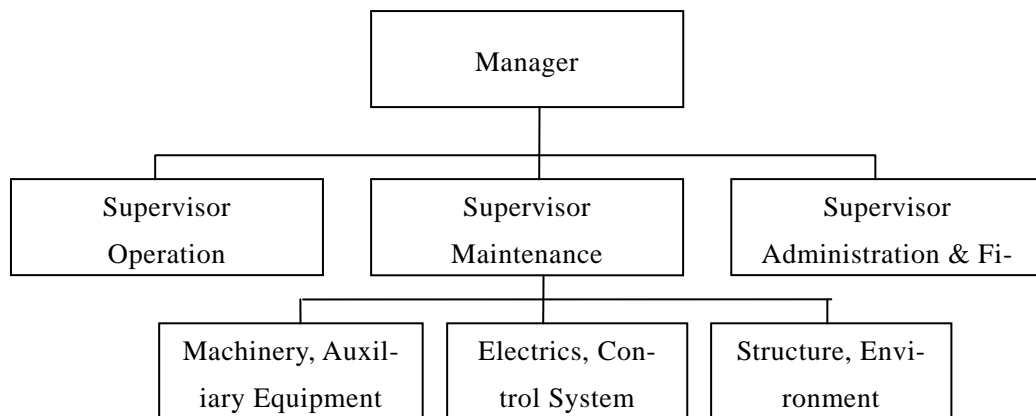 Manager
Supervisor
Operation
Supervisor
Maintenance
Supervisor
Administration & Fi-
Machinery, Auxil-
iary Equipment
Electrics, Con-
trol System
Structure, Envi-
ronment